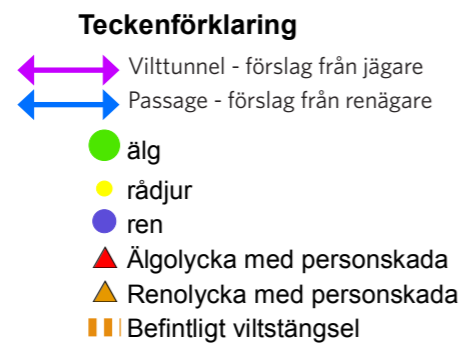 Teckenförklaring
Vilttunnel - förslag från jägare
Passage - förslag från renägare
älg
rådjur
ren
Älgolycka med personskada
Renolycka med personskada
Befintligt viltstängsel